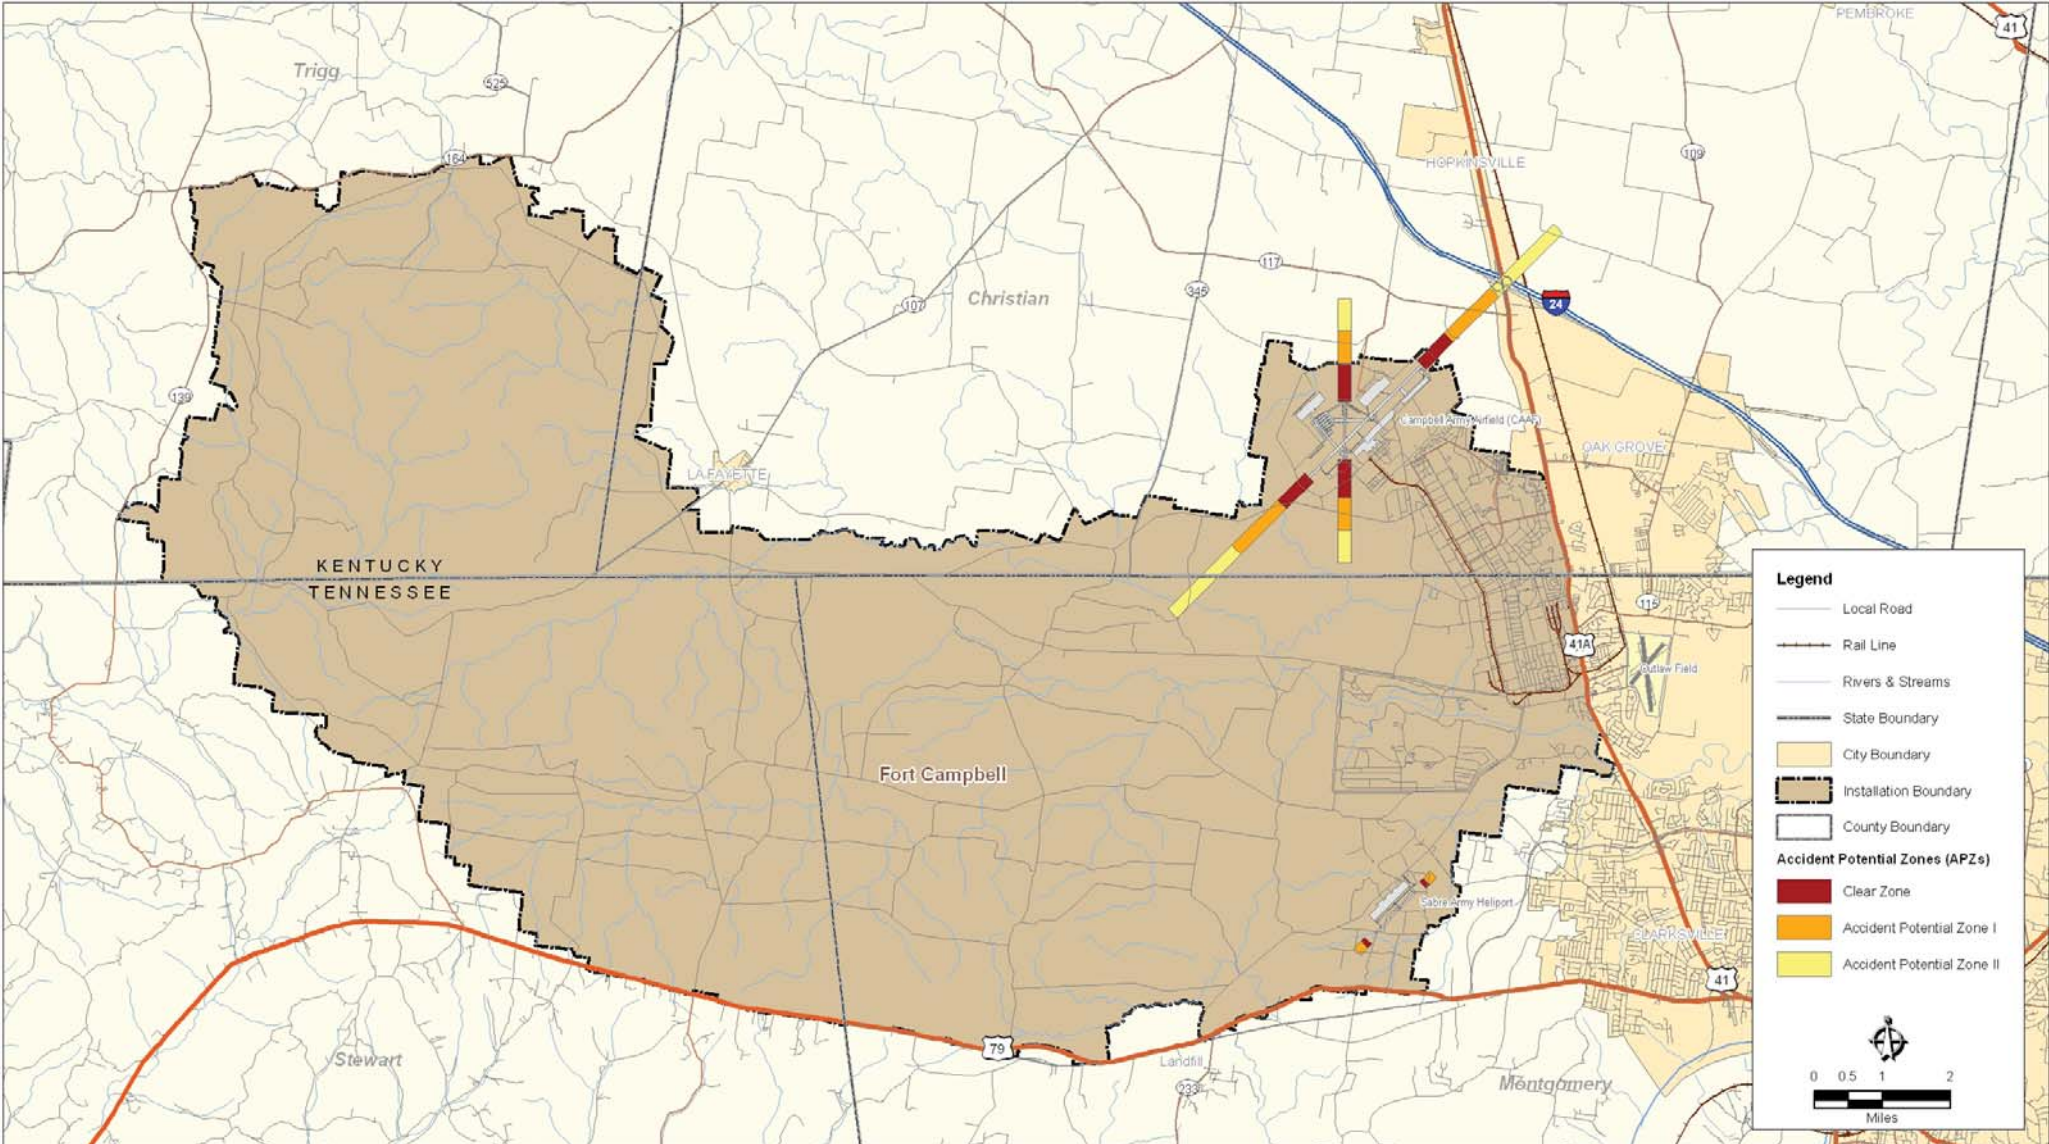 PEMBROKE
41
Trigg
525
164
HOPKINSVILLE
109
117
345
107
Christian
24
139
Campbell Army Airfield (CAAF)
OAK GROVE
LA FAYETTE
KENTUCKY
TENNESSEE
115
41A
Outlaw Field
Fort Campbell
Sabre Army Heliport
CLARKSVILLE
41
79
Landfill
233
Stewart
Montgomery
Legend
Local Road
Rail Line
Rivers & Streams
State Boundary
City Boundary
Installation Boundary
County Boundary
Accident Potential Zones (APZs)
Clear Zone
Accident Potential Zone I
Accident Potential Zone II
0 0.5 1 2
Miles